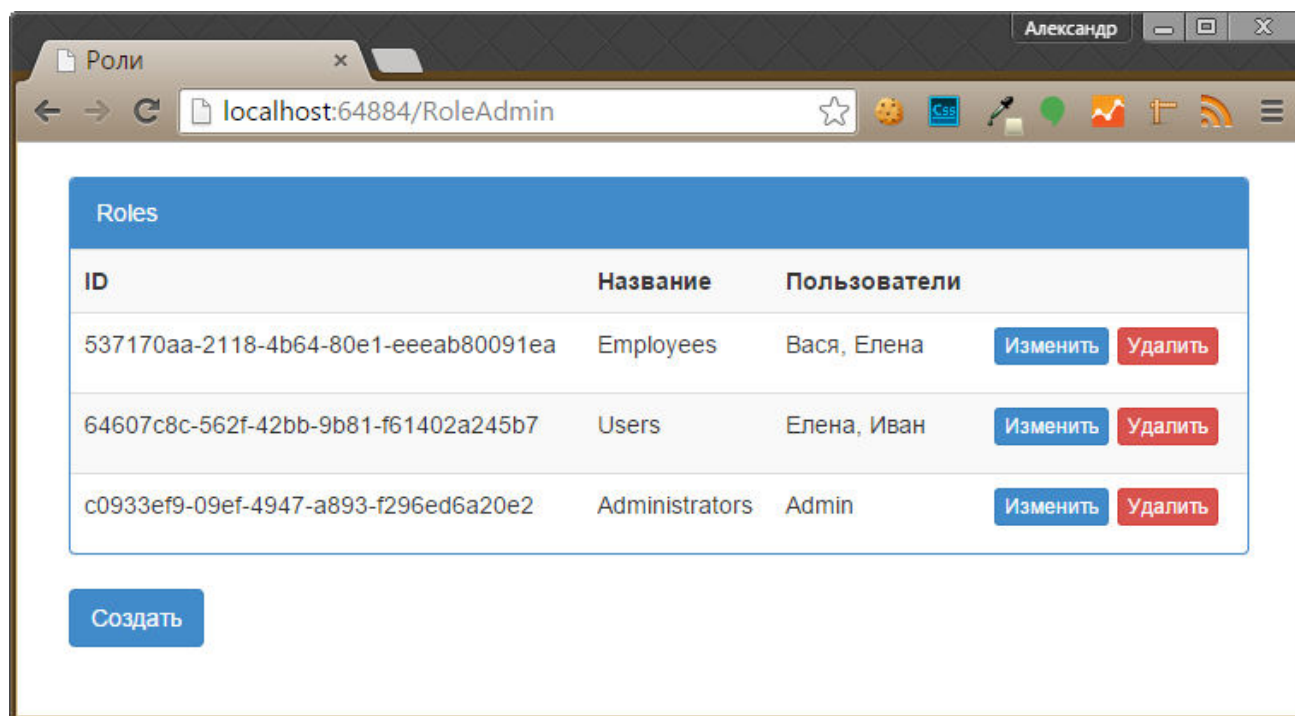 Александр
Роли
localhost:64884/RoleAdmin
Css
Roles
ID Название Пользователи
537170aa-2118-4b64-80e1-eeeab80091ea Employees Вася, Елена Изменить Удалить
64607c8c-562f-42bb-9b81-f61402a245b7 Users Елена, Иван Изменить Удалить
c0933ef9-09ef-4947-a893-f296ed6a20e2 Administrators Admin Изменить Удалить
Создать